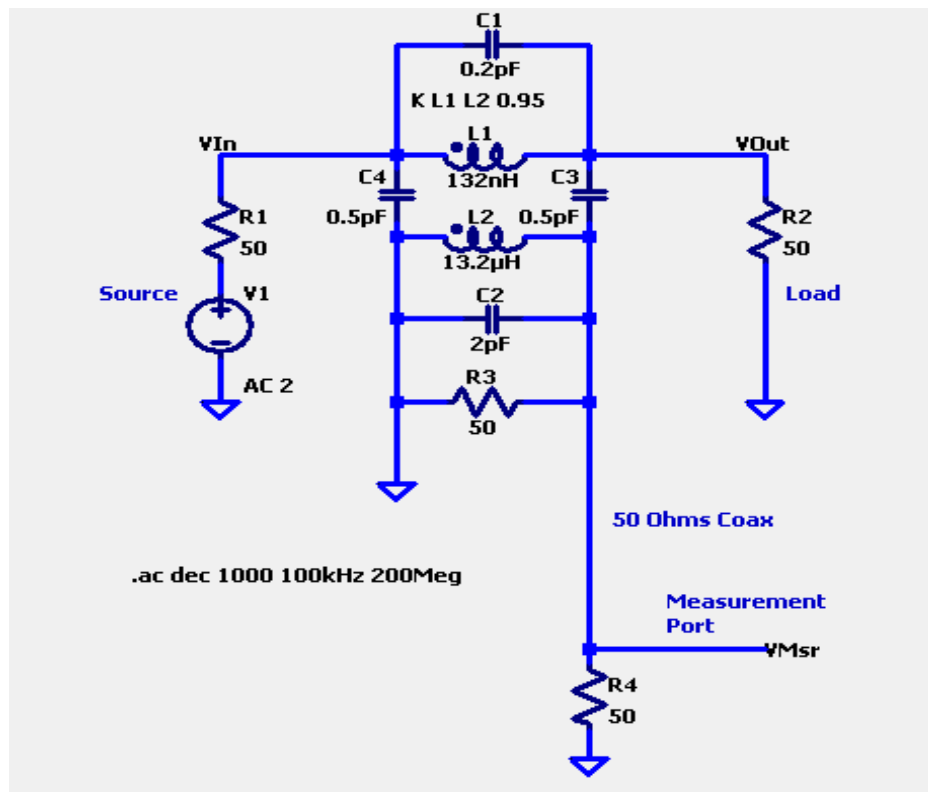 C1
0.2pF
K L1 L2 0.95
VIn
L1
VOut
C4
132nH
C3
R1
0.5pF
L2
0.5pF
R2
50
50
13.2µH
Source
V1
C2
Load
2pF
AC 2
R3
50
50 Ohms Coax
.ac dec 1000 100kHz 200Meg
Measurement
Port
VMsr
R4
50